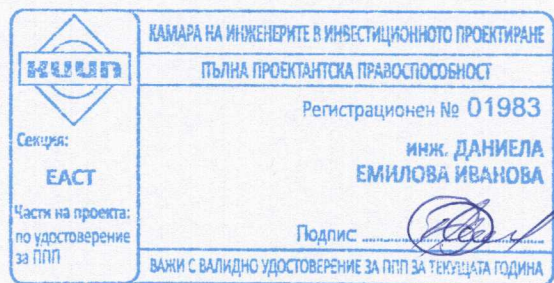 КАМАРА НА ИНЖЕНЕРИТЕ В ИНВЕСТИЦИОННОТО ПРОЕКТИРАНЕ
КИИП
ПЪЛНА ПРОЕКТАНТСКА ПРАВОСПОСОБНОСТ
Регистрационен № 01983
Секция:
ЕАСТ
инж. ДАНИЕЛА
ЕМИЛОВА ИВАНОВА
Части на проекта:
по удостоверение
за ППП
Подпис:
ВАЖИ С ВАЛИДНО УДОСТОВЕРЕНИЕ ЗА ППП ЗА ТЕКУЩАТА ГОДИНА